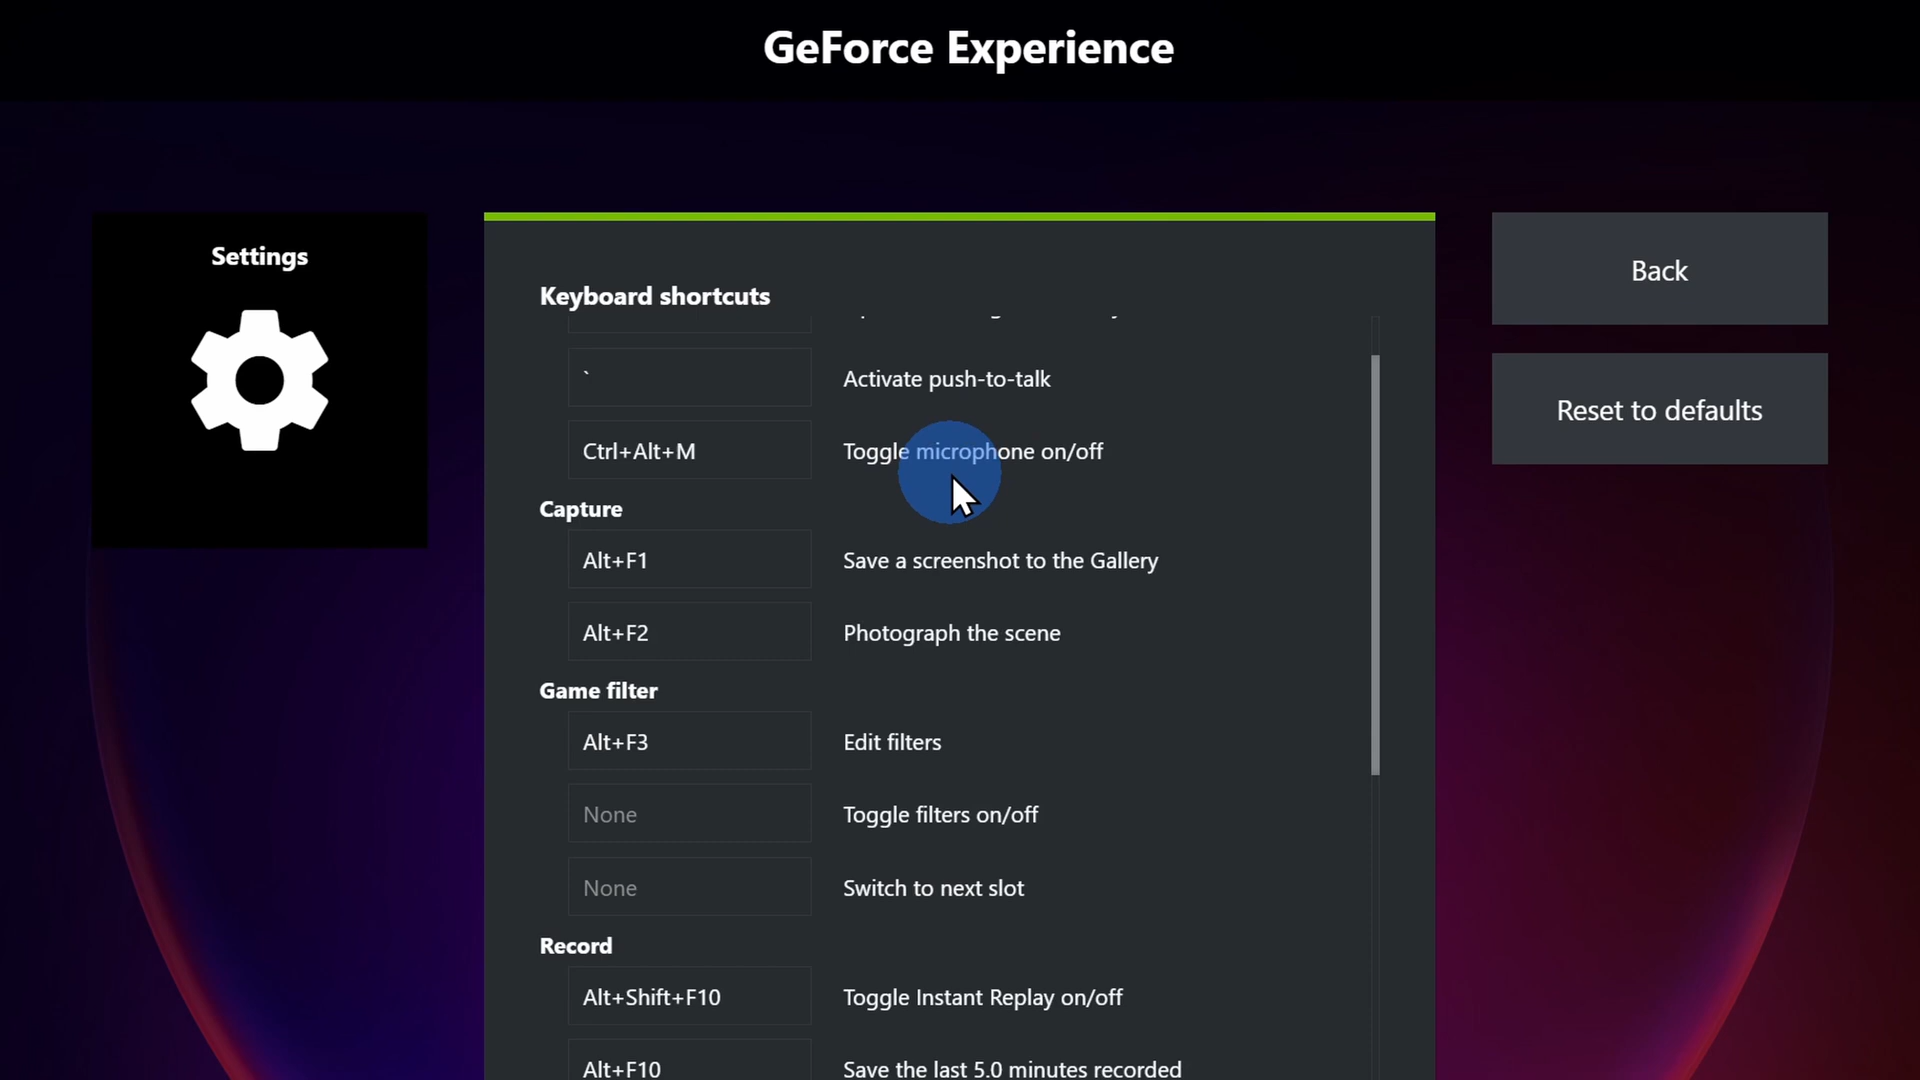 GeForce Experience
Settings
Keyboard shortcuts
` Activate push-to-talk
Ctrl+Alt+M Toggle microphone on/off
Capture
Alt+F1 Save a screenshot to the Gallery
Alt+F2 Photograph the scene
Game filter
Alt+F3 Edit filters
None Toggle filters on/off
None Switch to next slot
Record
Alt+Shift+F10 Toggle Instant Replay on/off
Alt+F10 Save the last 5.0 minutes recorded
Back
Reset to defaults